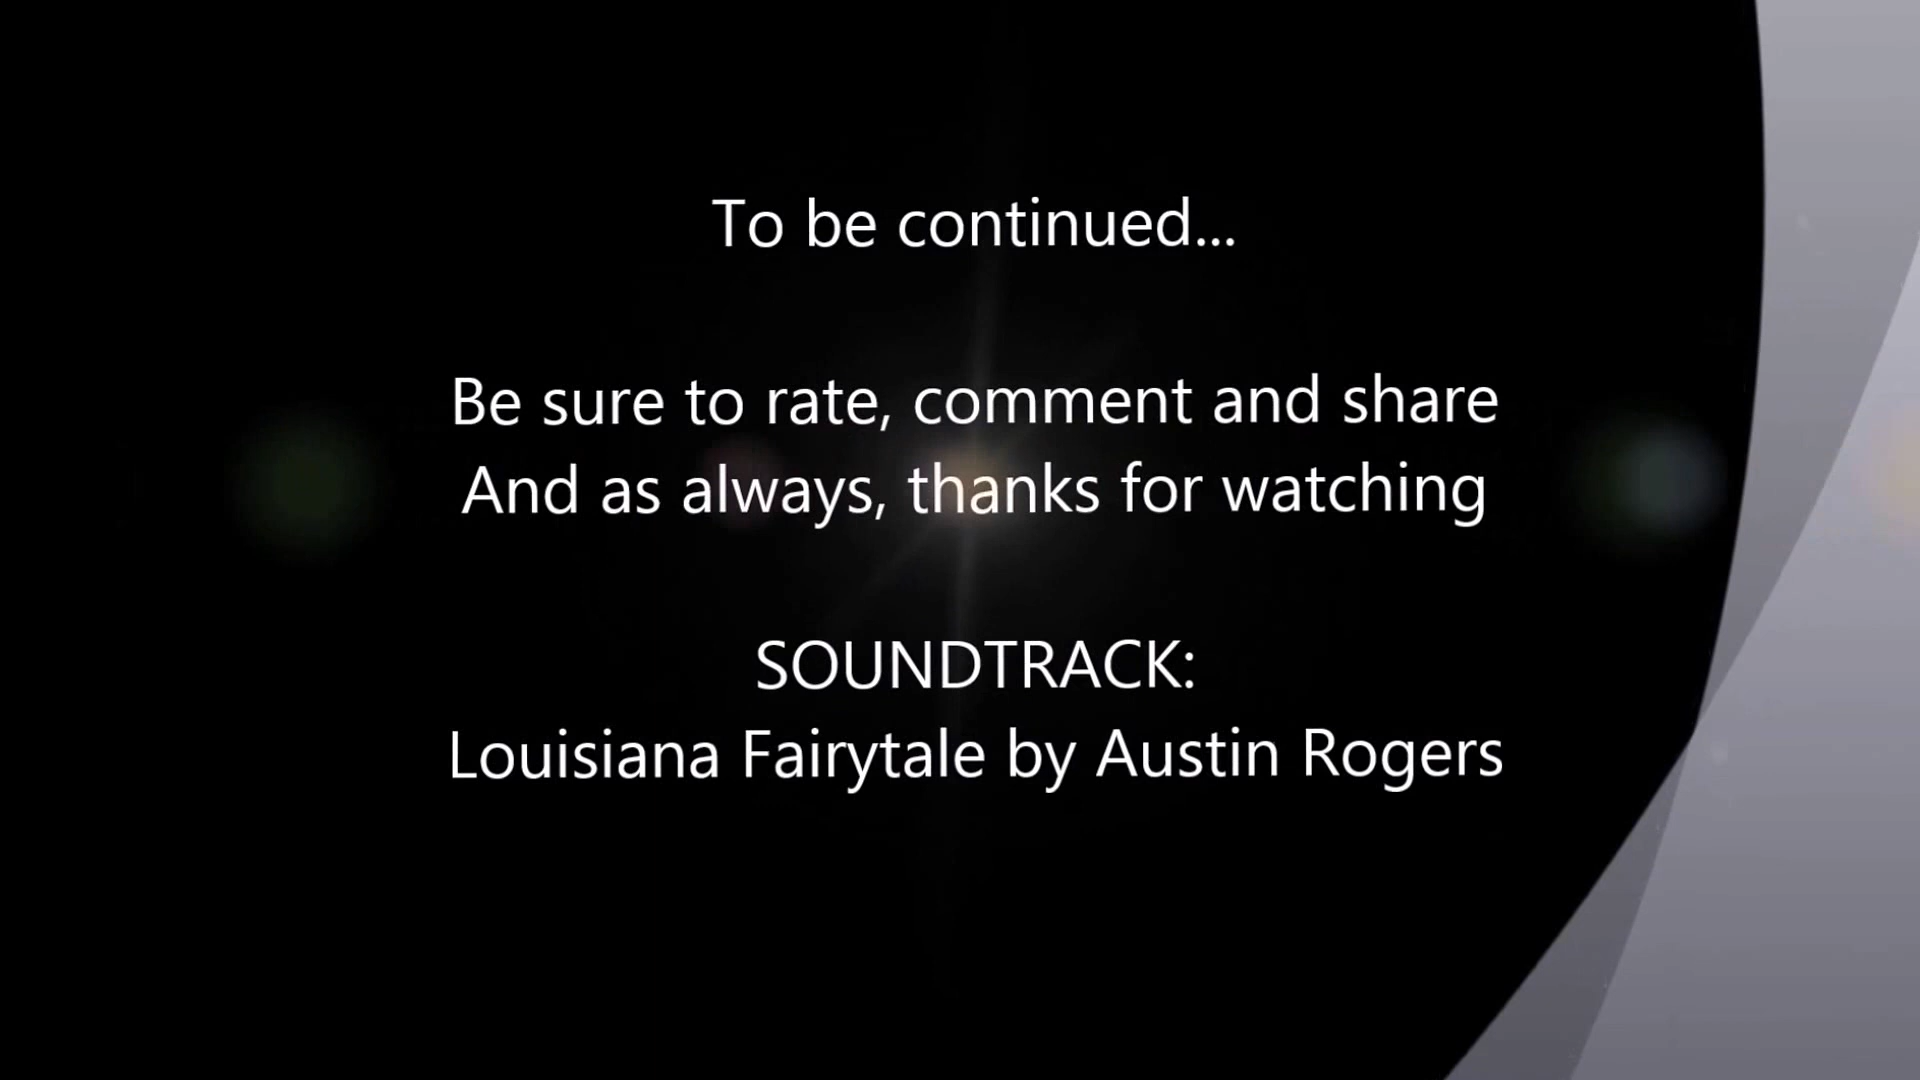 To be continued...
Be sure to rate, comment and share
And as always, thanks for watching
SOUNDTRACK:
Louisiana Fairytale by Austin Rogers